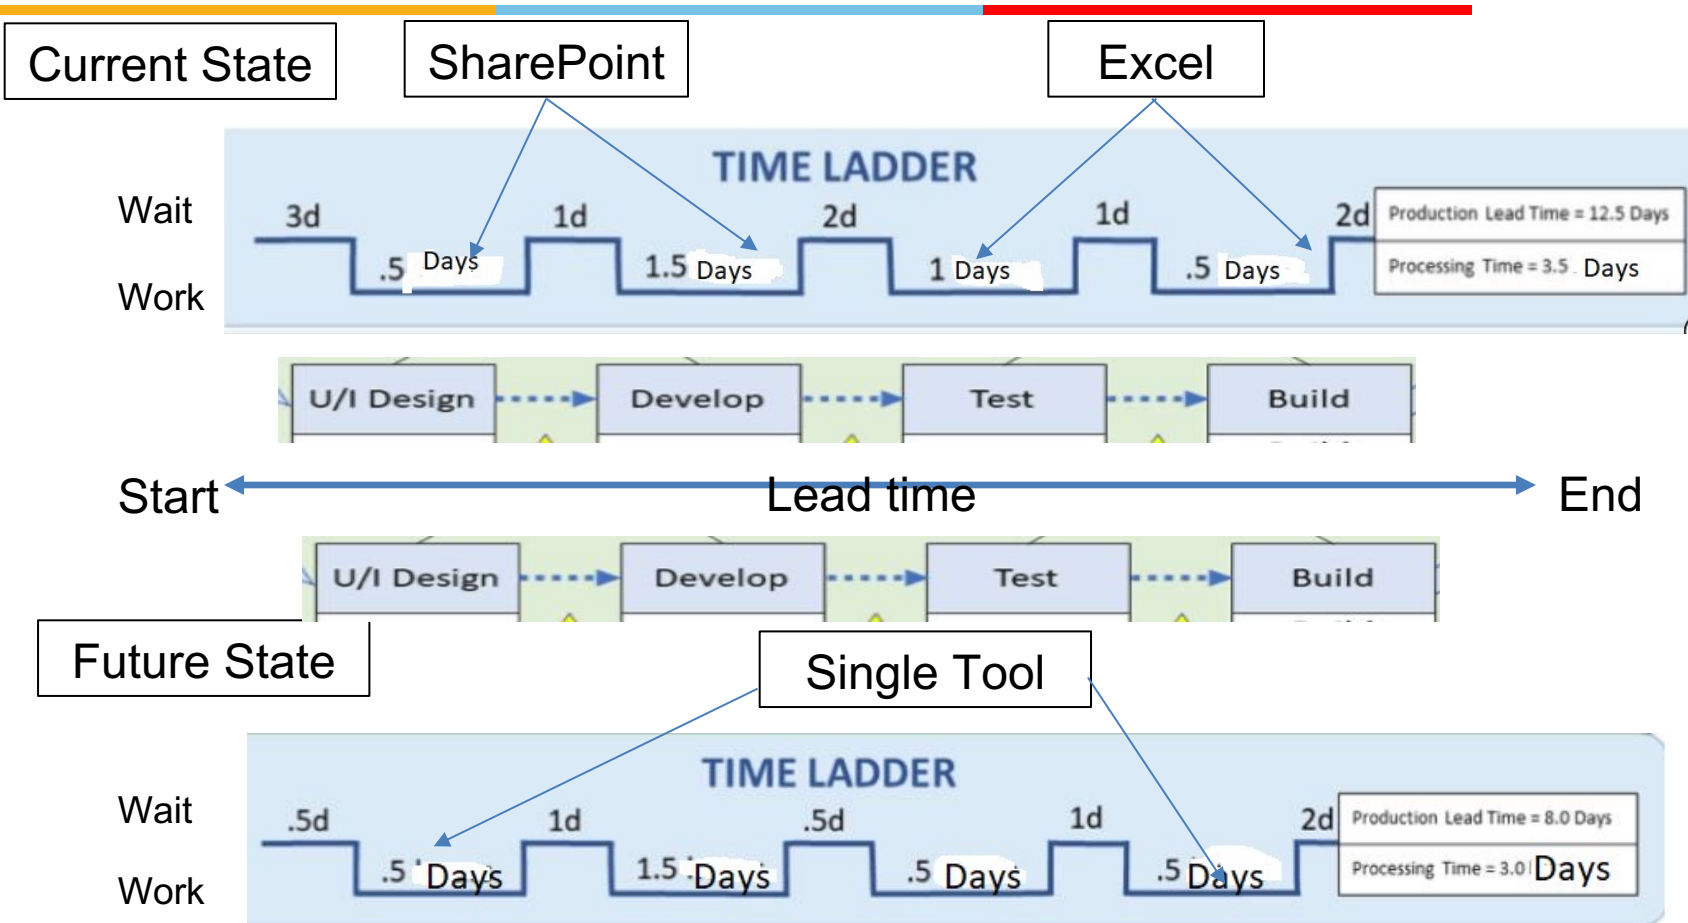 Current State
SharePoint
Excel
TIME LADDER
Wait
3d 1d 2d 1d 2d
Production Lead Time = 12.5 Days
.5 Days 1.5 Days 1 Days .5 Days
Processing Time = 3.5 Days
Work
U/I Design Develop Test Build
Start Lead time End
U/I Design Develop Test Build
Future State
Single Tool
TIME LADDER
Wait
.5d 1d .5d 1d 2d
Production Lead Time = 8.0 Days
.5 Days 1.5 Days .5 Days .5 Days
Processing Time = 3.0 Days
Work